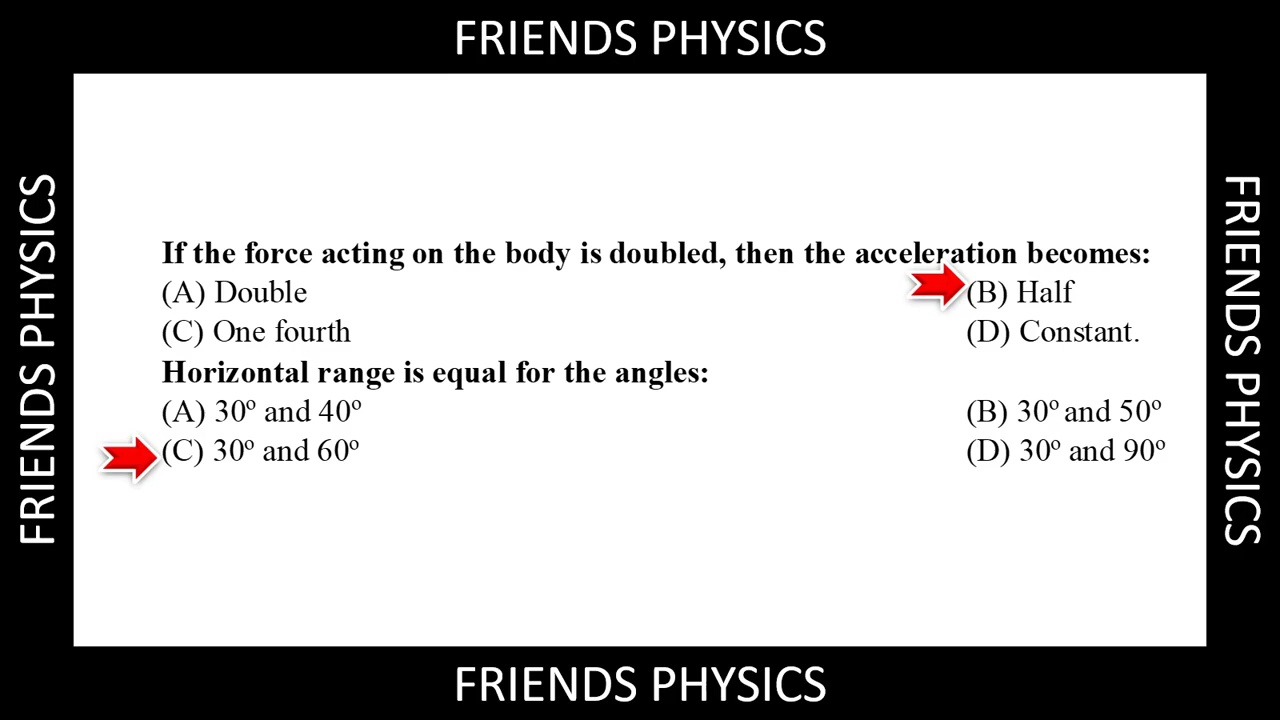 FRIENDS PHYSICS
FRIENDS PHYSICS
If the force acting on the body is doubled, then the acceleration becomes:
(A) Double (B) Half
(C) One fourth (D) Constant.
Horizontal range is equal for the angles:
(A) 30º and 40º (B) 30º and 50º
(C) 30º and 60º (D) 30º and 90º
FRIENDS PHYSICS
FRIENDS PHYSICS